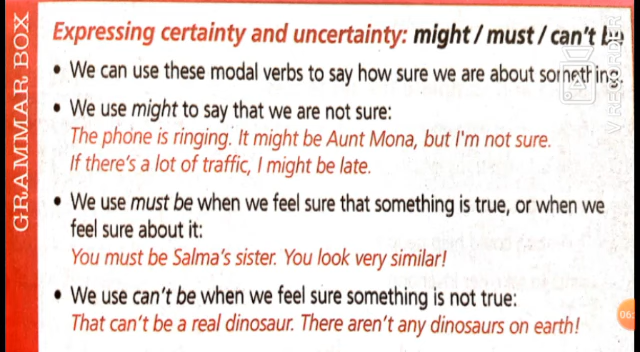 GRAMMAR BOX
Expressing certainty and uncertainty: might / must / can't be
• We can use these modal verbs to say how sure we are about something.
• We use might to say that we are not sure:
The phone is ringing. It might be Aunt Mona, but I'm not sure.
If there's a lot of traffic, I might be late.
• We use must be when we feel sure that something is true, or when we
feel sure about it:
You must be Salma's sister. You look very similar!
• We use can't be when we feel sure something is not true:
That can't be a real dinosaur. There aren't any dinosaurs on earth!
V RECORDER
06: